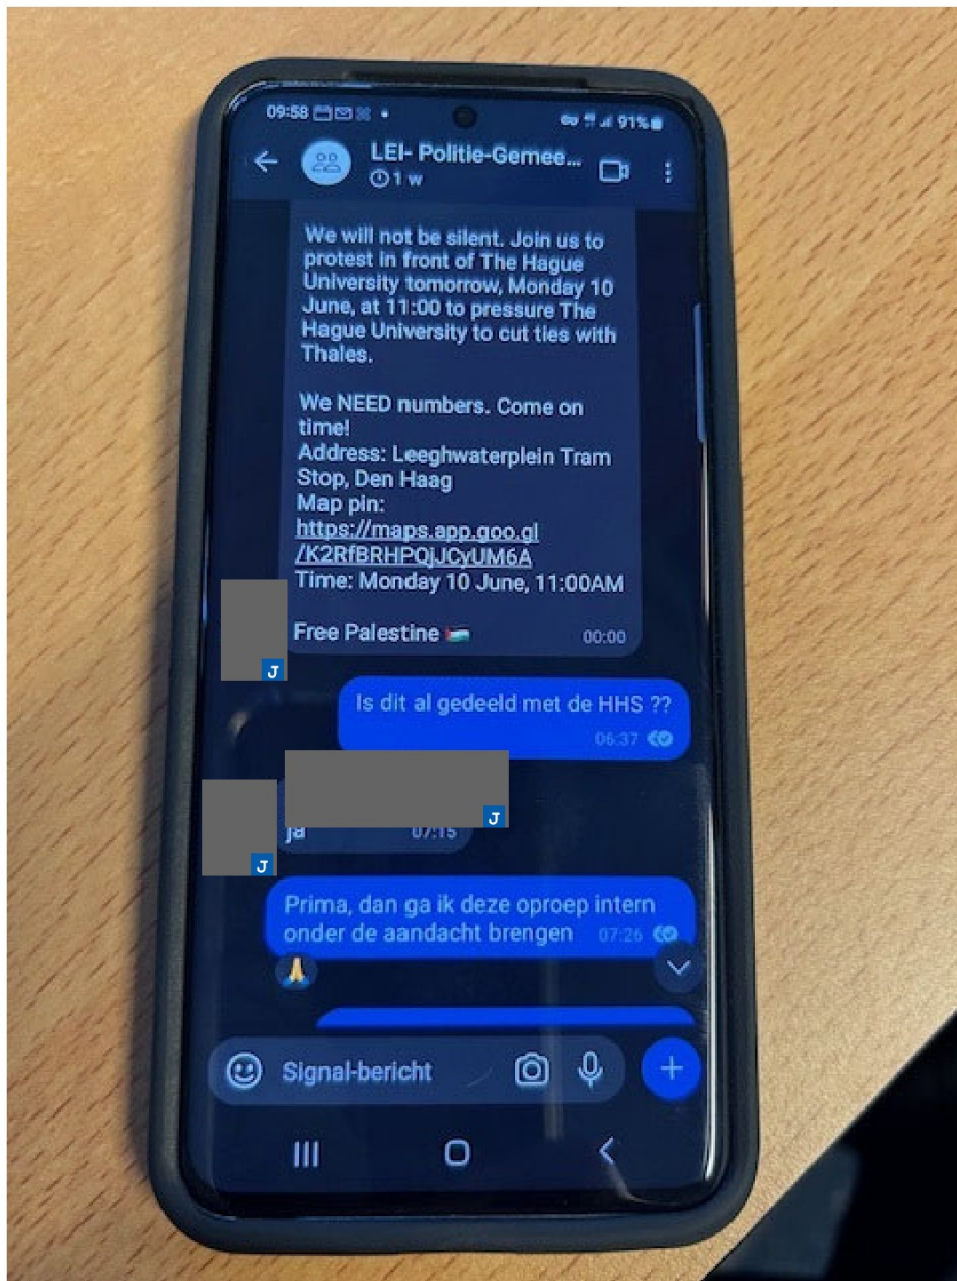 09:58
91%
LEI- Politie-Gemee...
1 w
We will not be silent. Join us to
protest in front of The Hague
University tomorrow, Monday 10
June, at 11:00 to pressure The
Hague University to cut ties with
Thales.
We NEED numbers. Come on
time!
Address: Leeghwaterplein Tram
Stop, Den Haag
Map pin:
https://maps.app.goo.gl
/K2RfBRHPQjJCyUM6A
Time: Monday 10 June, 11:00AM
Free Palestine 🇵🇸
00:00
J
Is dit al gedeeld met de HHS ??
06:37
J
ja
07:15
J
Prima, dan ga ik deze oproep intern
onder de aandacht brengen
07:26
Signal-bericht